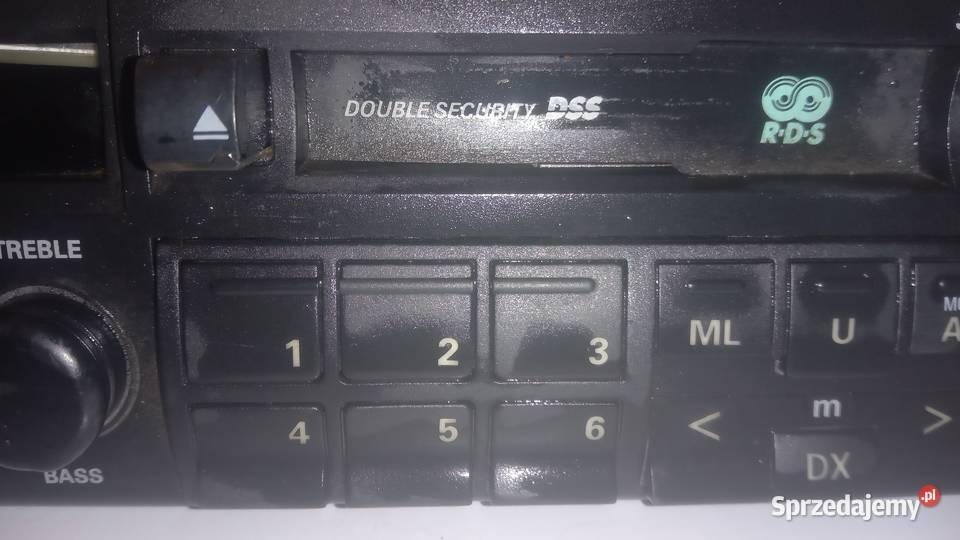 DOUBLE SECURITY DSS
R·D·S
TREBLE
1
2
3
ML
U
4
5
6
<
m
>
DX
BASS
Sprzedajemy.pl